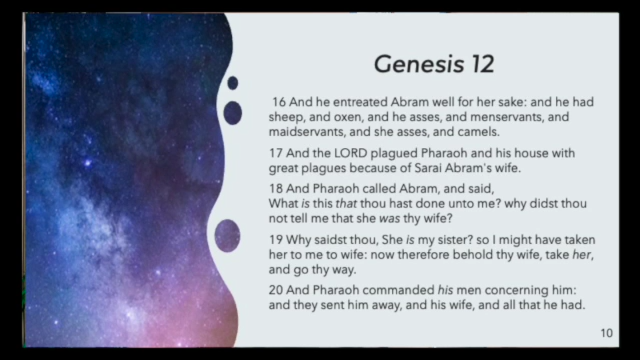 Genesis 12
16 And he entreated Abram well for her sake: and he had
sheep, and oxen, and he asses, and menservants, and
maidservants, and she asses, and camels.
17 And the LORD plagued Pharaoh and his house with
great plagues because of Sarai Abram's wife.
18 And Pharaoh called Abram, and said,
What is this that thou hast done unto me? why didst thou
not tell me that she was thy wife?
19 Why saidst thou, She is my sister? so I might have taken
her to me to wife: now therefore behold thy wife, take her,
and go thy way.
20 And Pharaoh commanded his men concerning him:
and they sent him away, and his wife, and all that he had.
10